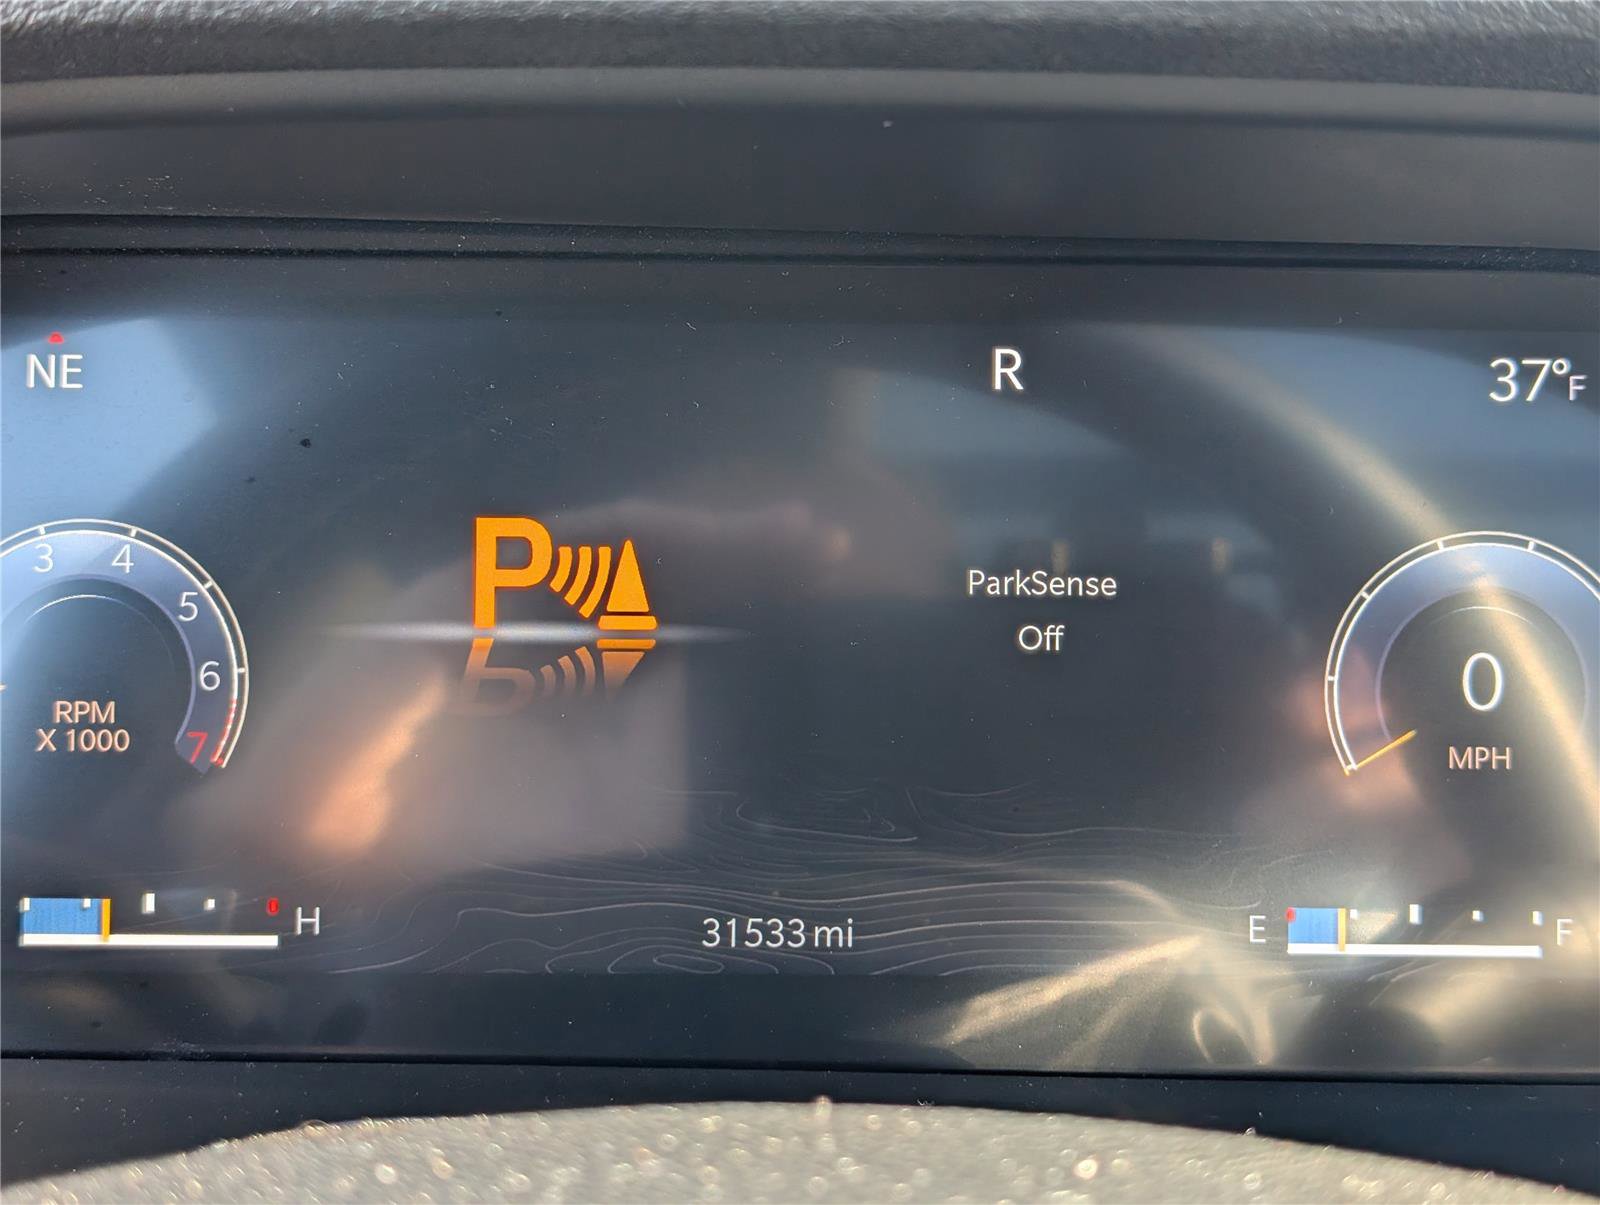 NE
R
37°F
3
4
5
6
7
RPM
X 1000
P
ParkSense
Off
0
MPH
H
31533 mi
E
F